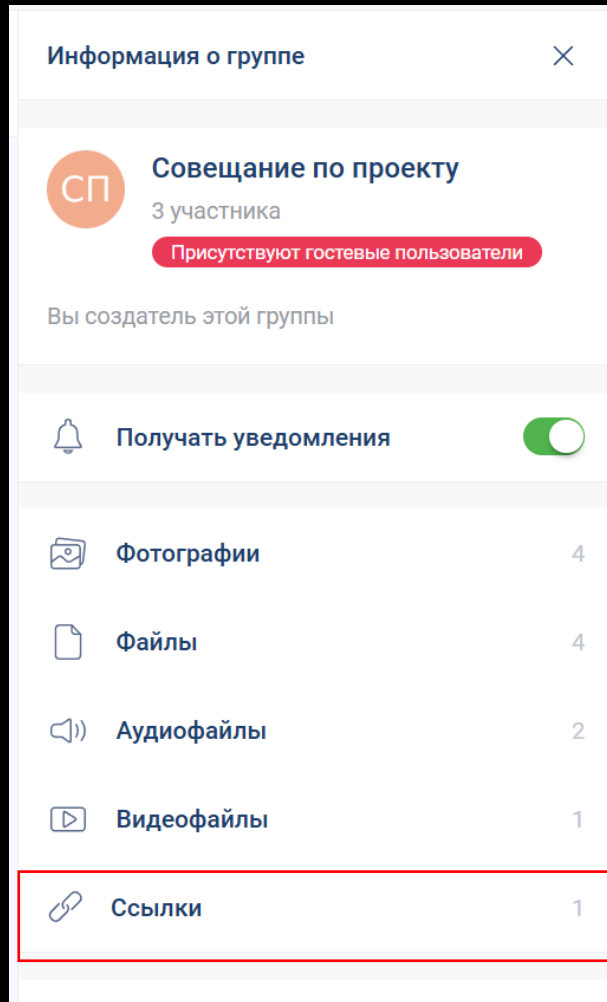 Информация о группе
СП
Совещание по проекту
3 участника
Присутствуют гостевые пользователи
Вы создатель этой группы
Получать уведомления
Фотографии 4
Файлы 4
Аудиофайлы 2
Видеофайлы 1
Ссылки 1